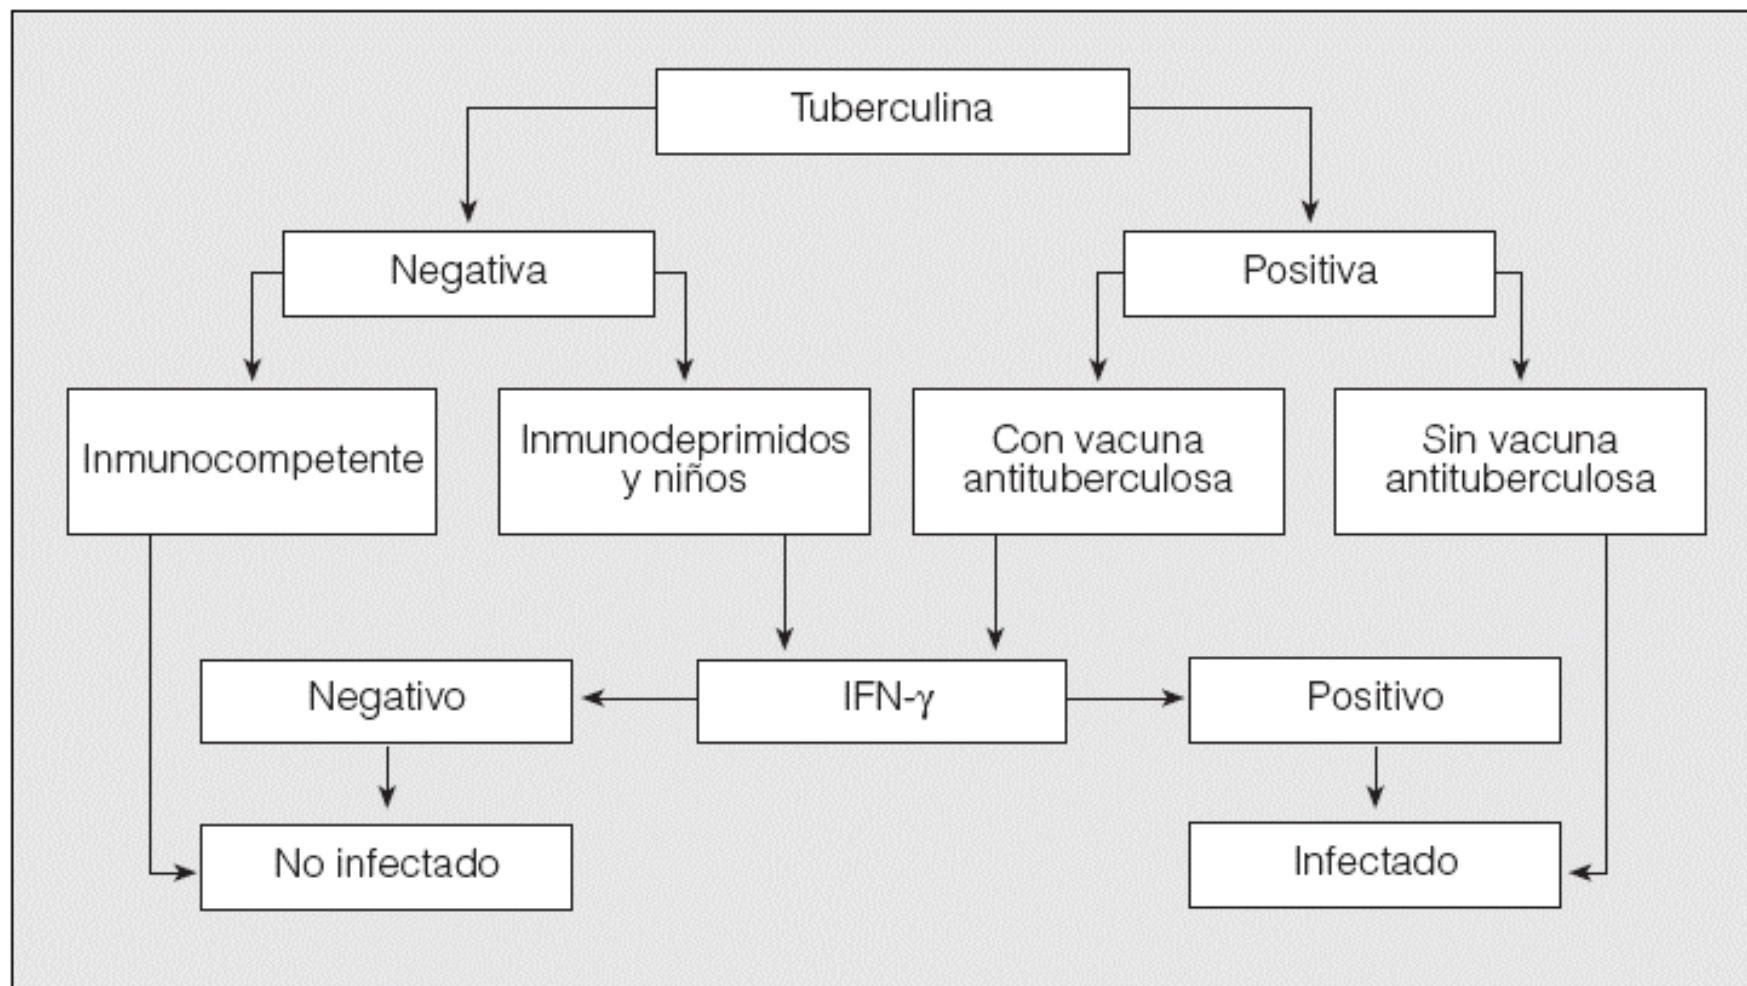 Tuberculina
Negativa
Positiva
Inmunocompetente
Inmunodeprimidos
y niños
Con vacuna
antituberculosa
Sin vacuna
antituberculosa
Negativo
IFN-γ
Positivo
No infectado
Infectado